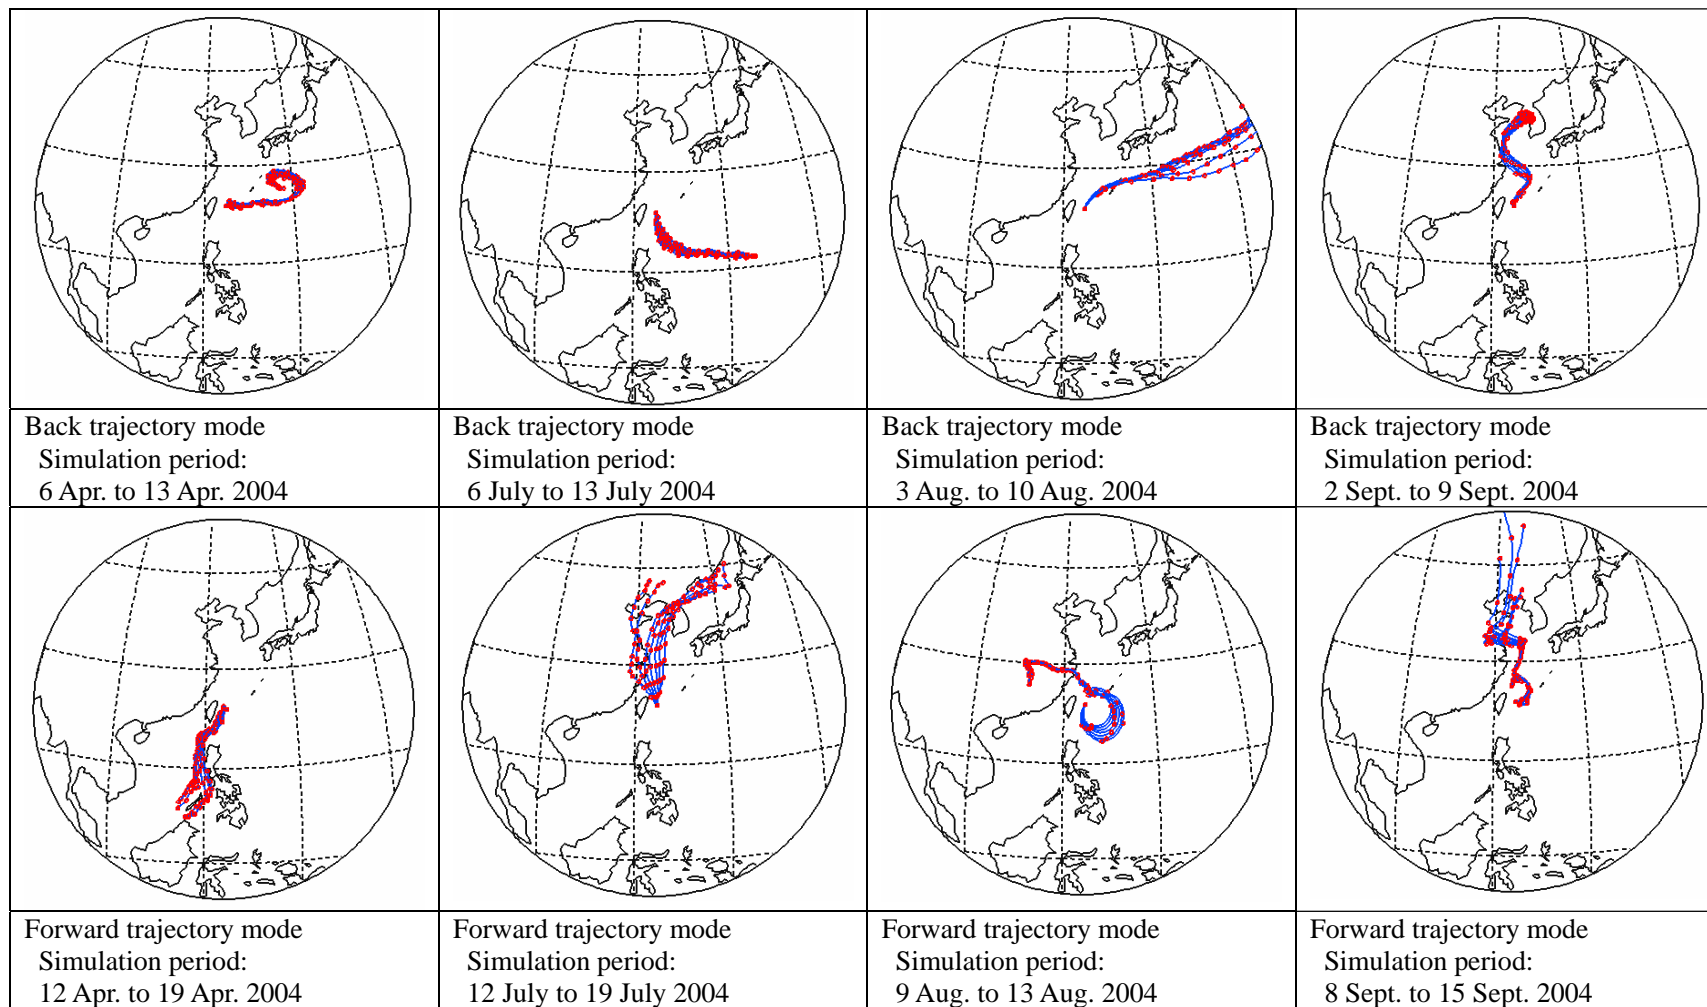 Back trajectory mode
Simulation period:
6 Apr. to 13 Apr. 2004
Back trajectory mode
Simulation period:
6 July to 13 July 2004
Back trajectory mode
Simulation period:
3 Aug. to 10 Aug. 2004
Back trajectory mode
Simulation period:
2 Sept. to 9 Sept. 2004
Forward trajectory mode
Simulation period:
12 Apr. to 19 Apr. 2004
Forward trajectory mode
Simulation period:
12 July to 19 July 2004
Forward trajectory mode
Simulation period:
9 Aug. to 13 Aug. 2004
Forward trajectory mode
Simulation period:
8 Sept. to 15 Sept. 2004